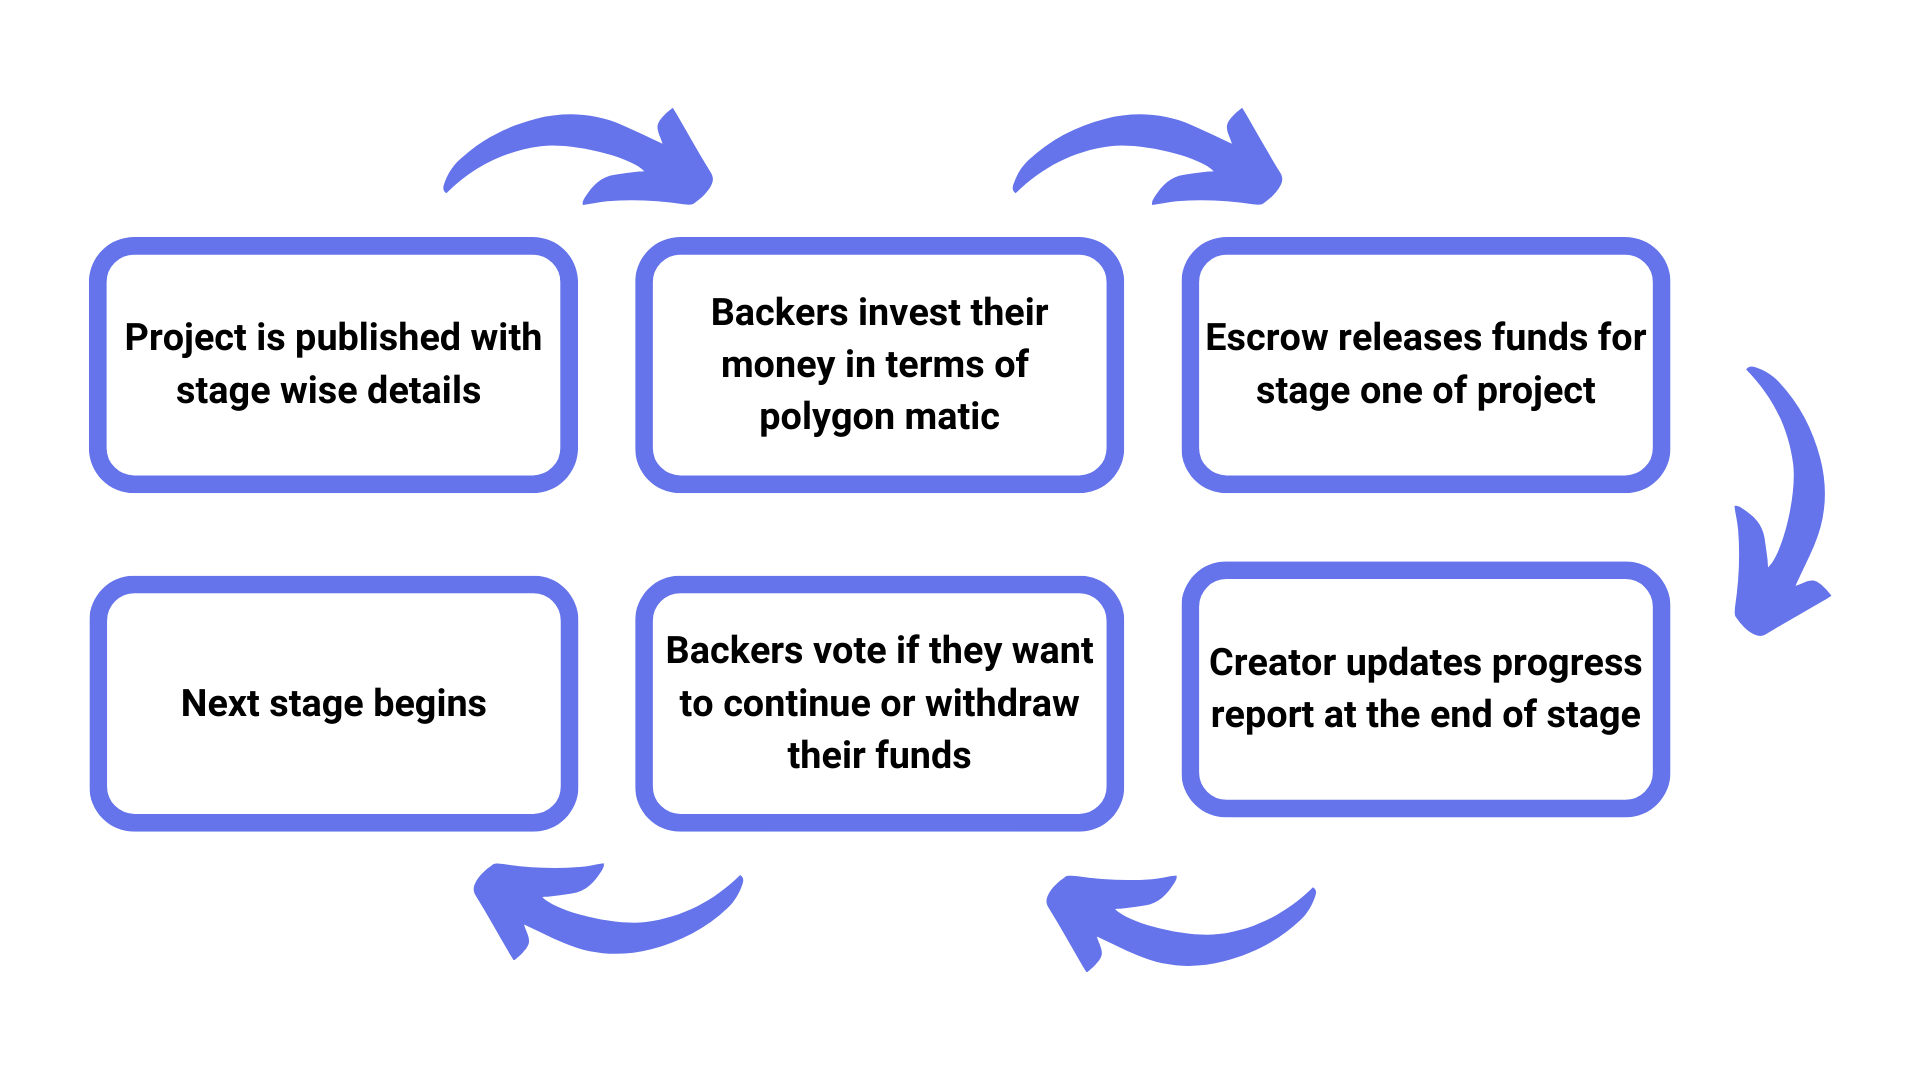 Project is published with
stage wise details
Backers invest their
money in terms of
polygon matic
Escrow releases funds for
stage one of project
Creator updates progress
report at the end of stage
Backers vote if they want
to continue or withdraw
their funds
Next stage begins